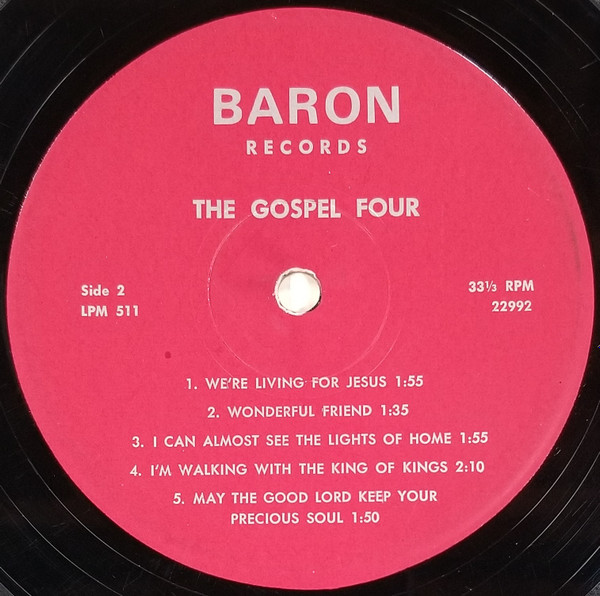 BARON
RECORDS
THE GOSPEL FOUR
Side 2
LPM 511
33⅓ RPM
22992
1. WE'RE LIVING FOR JESUS 1:55
2. WONDERFUL FRIEND 1:35
3. I CAN ALMOST SEE THE LIGHTS OF HOME 1:55
4. I'M WALKING WITH THE KING OF KINGS 2:10
5. MAY THE GOOD LORD KEEP YOUR
PRECIOUS SOUL 1:50